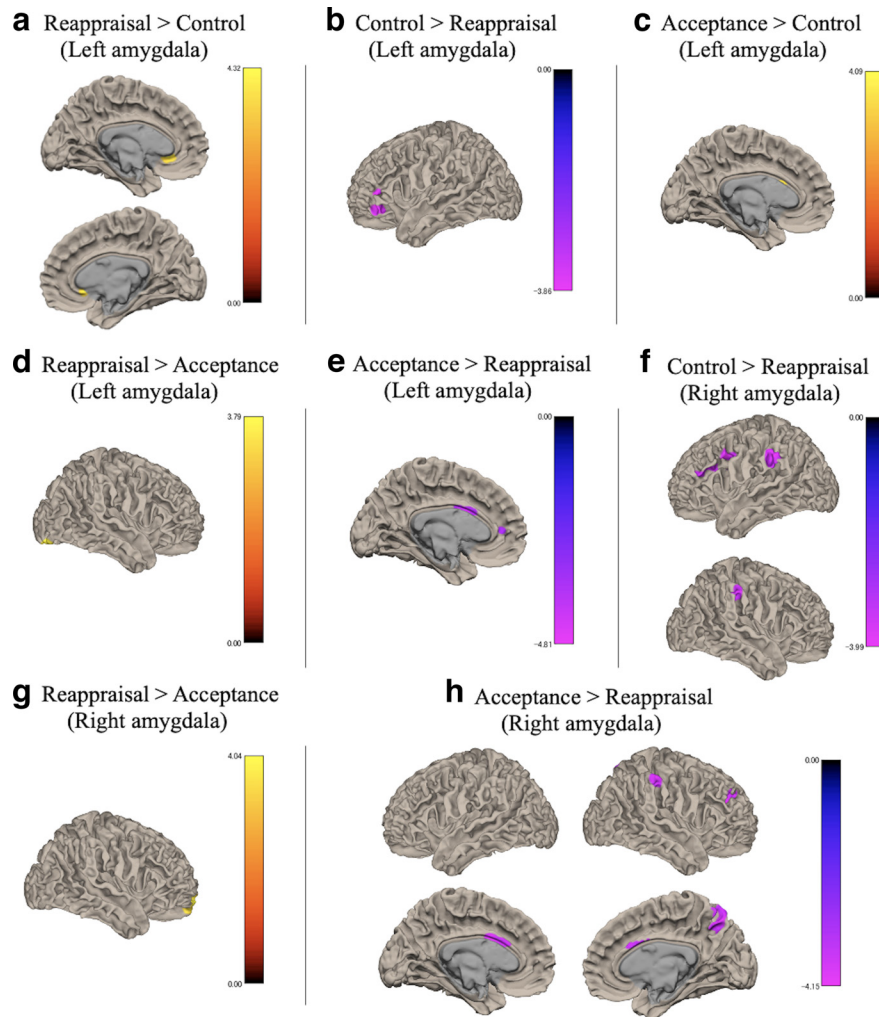 a
Reappraisal > Control
(Left amygdala)
4.32
0.00
b
Control > Reappraisal
(Left amygdala)
0.00
−3.86
c
Acceptance > Control
(Left amygdala)
4.09
0.00
d
Reappraisal > Acceptance
(Left amygdala)
3.79
0.00
e
Acceptance > Reappraisal
(Left amygdala)
0.00
−4.81
f
Control > Reappraisal
(Right amygdala)
0.00
−3.99
g
Reappraisal > Acceptance
(Right amygdala)
4.04
0.00
h
Acceptance > Reappraisal
(Right amygdala)
0.00
−4.15